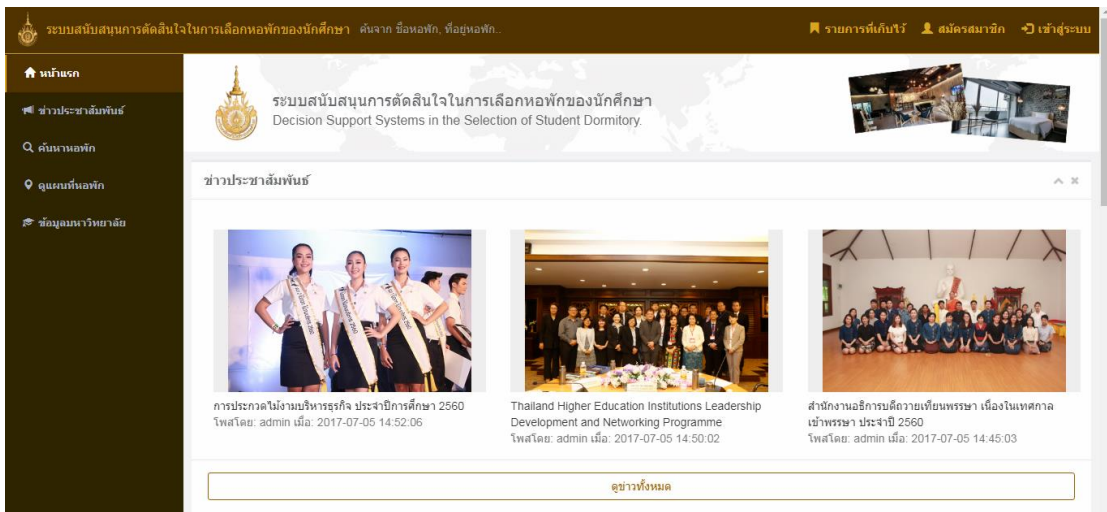 ระบบสนับสนุนการตัดสินใจในการเลือกหอพักของนักศึกษา ค้นจาก ชื่อหอพัก, ที่อยู่หอพัก.. รายการที่เก็บไว้ สมัครสมาชิก เข้าสู่ระบบ
หน้าแรก
ข่าวประชาสัมพันธ์
ค้นหาหอพัก
ดูแผนที่หอพัก
ข้อมูลมหาวิทยาลัย
ระบบสนับสนุนการตัดสินใจในการเลือกหอพักของนักศึกษา
Decision Support Systems in the Selection of Student Dormitory.
ข่าวประชาสัมพันธ์
การประกวดไม้งามบริหารธุรกิจ ประจำปีการศึกษา 2560
โพสโดย: admin เมื่อ: 2017-07-05 14:52:06
Thailand Higher Education Institutions Leadership
Development and Networking Programme
โพสโดย: admin เมื่อ: 2017-07-05 14:50:02
สำนักงานอธิการบดีถวายเทียนพรรษา เนื่องในเทศกาล
เข้าพรรษา ประจำปี 2560
โพสโดย: admin เมื่อ: 2017-07-05 14:45:03
ดูข่าวทั้งหมด